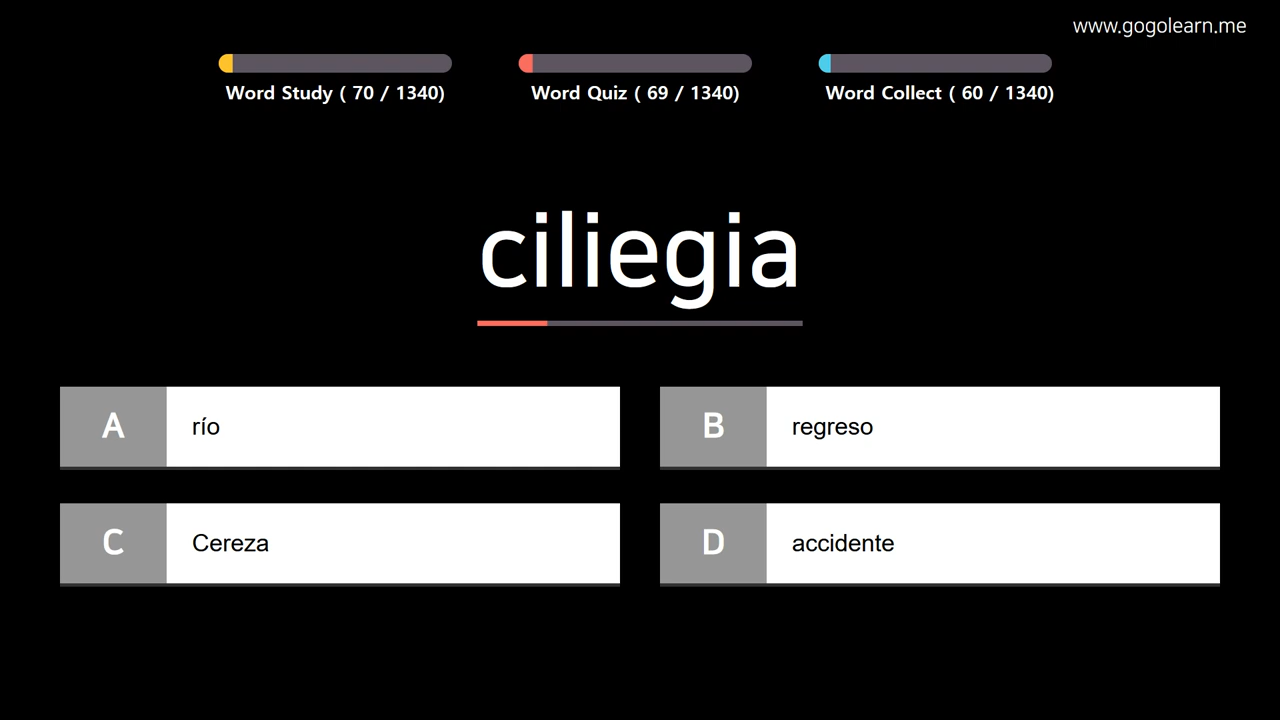 www.gogolearn.me
Word Study ( 70 / 1340)
Word Quiz ( 69 / 1340)
Word Collect ( 60 / 1340)
ciliegia
A río
B regreso
C Cereza
D accidente